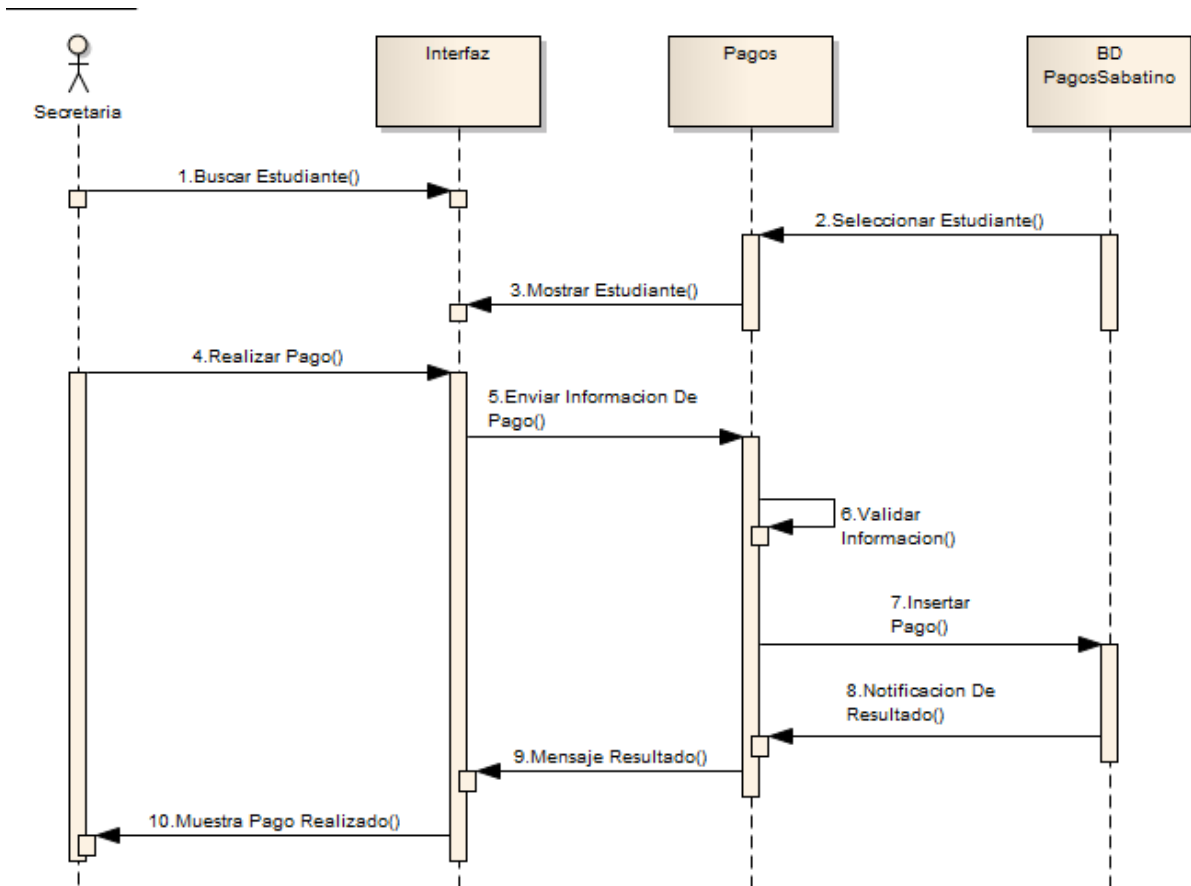 Secretaria
Interfaz
Pagos
BD
PagosSabatino
1.Buscar Estudiante()
2.Seleccionar Estudiante()
3.Mostrar Estudiante()
4.Realizar Pago()
5.Enviar Informacion De
Pago()
6.Validar
Informacion()
7.Insertar
Pago()
8.Notificacion De
Resultado()
9.Mensaje Resultado()
10.Muestra Pago Realizado()